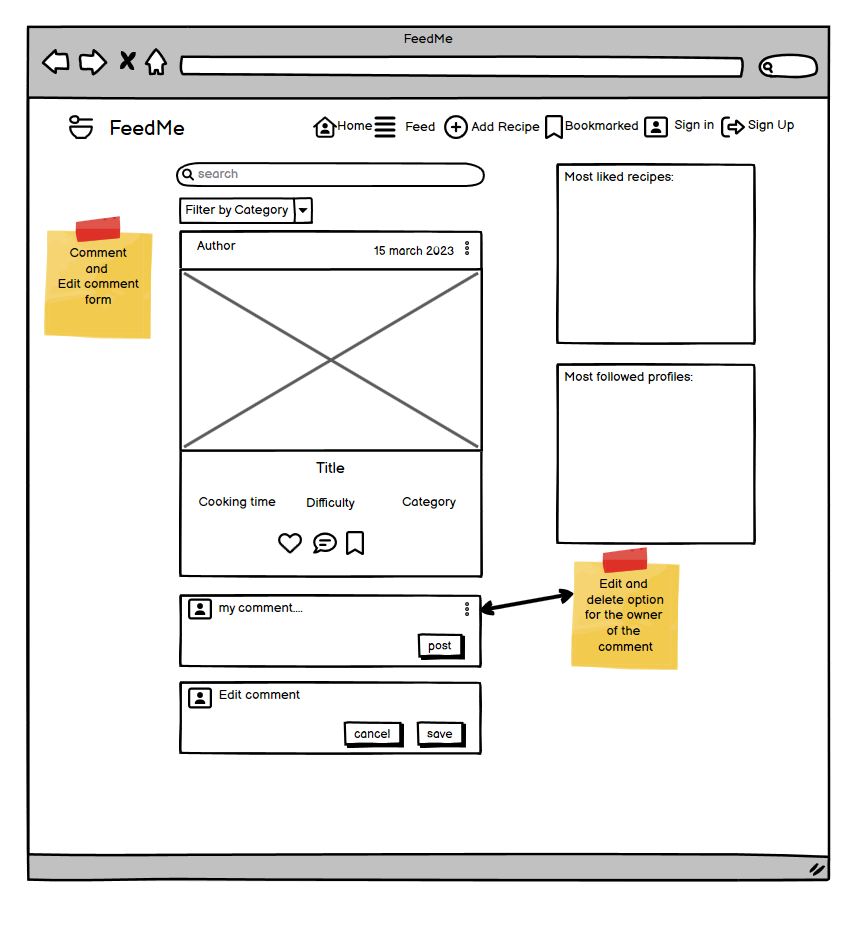 FeedMe
FeedMe
Home
Feed
Add Recipe
Bookmarked
Sign in
Sign Up
search
Filter by Category
Most liked recipes:
Comment
and
Edit comment
form
Author
15 march 2023
Most followed profiles:
Title
Cooking time
Difficulty
Category
my comment....
post
Edit and
delete option
for the owner
of the
comment
Edit comment
cancel
save